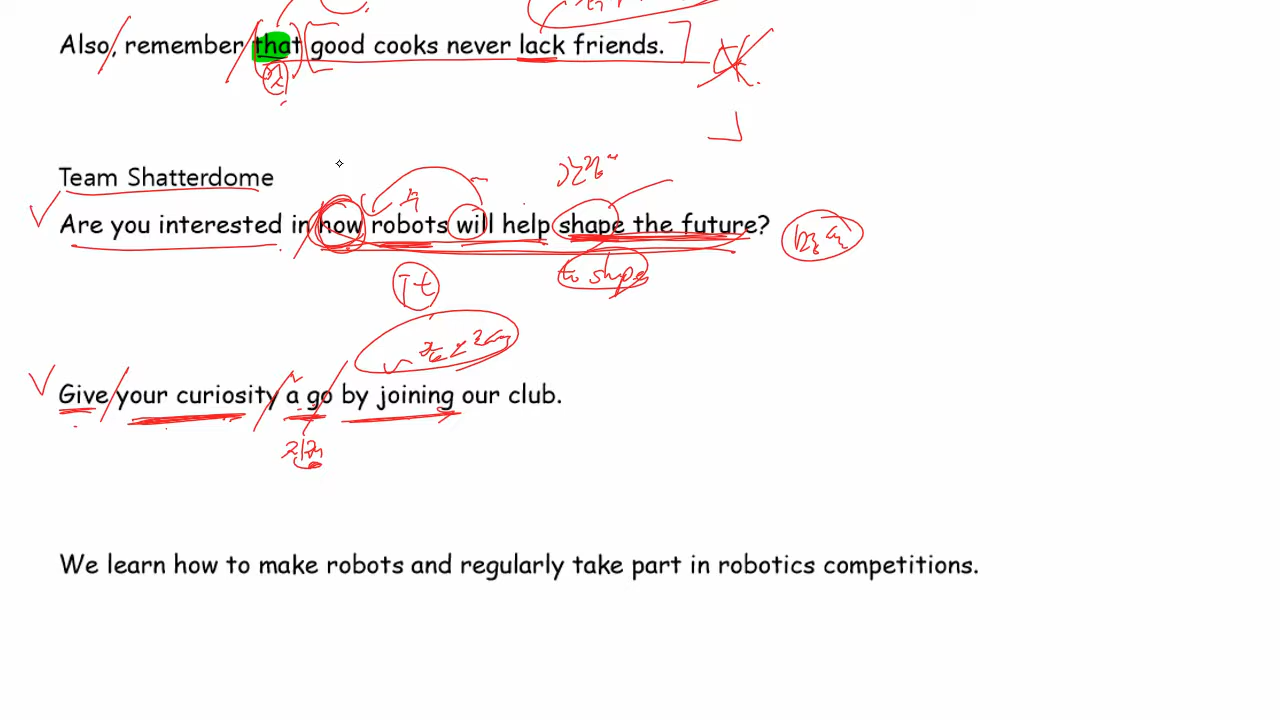 Also, remember that good cooks never lack friends.
Team Shatterdome
Are you interested in how robots will help shape the future?
to shape
Give your curiosity a go by joining our club.
We learn how to make robots and regularly take part in robotics competitions.